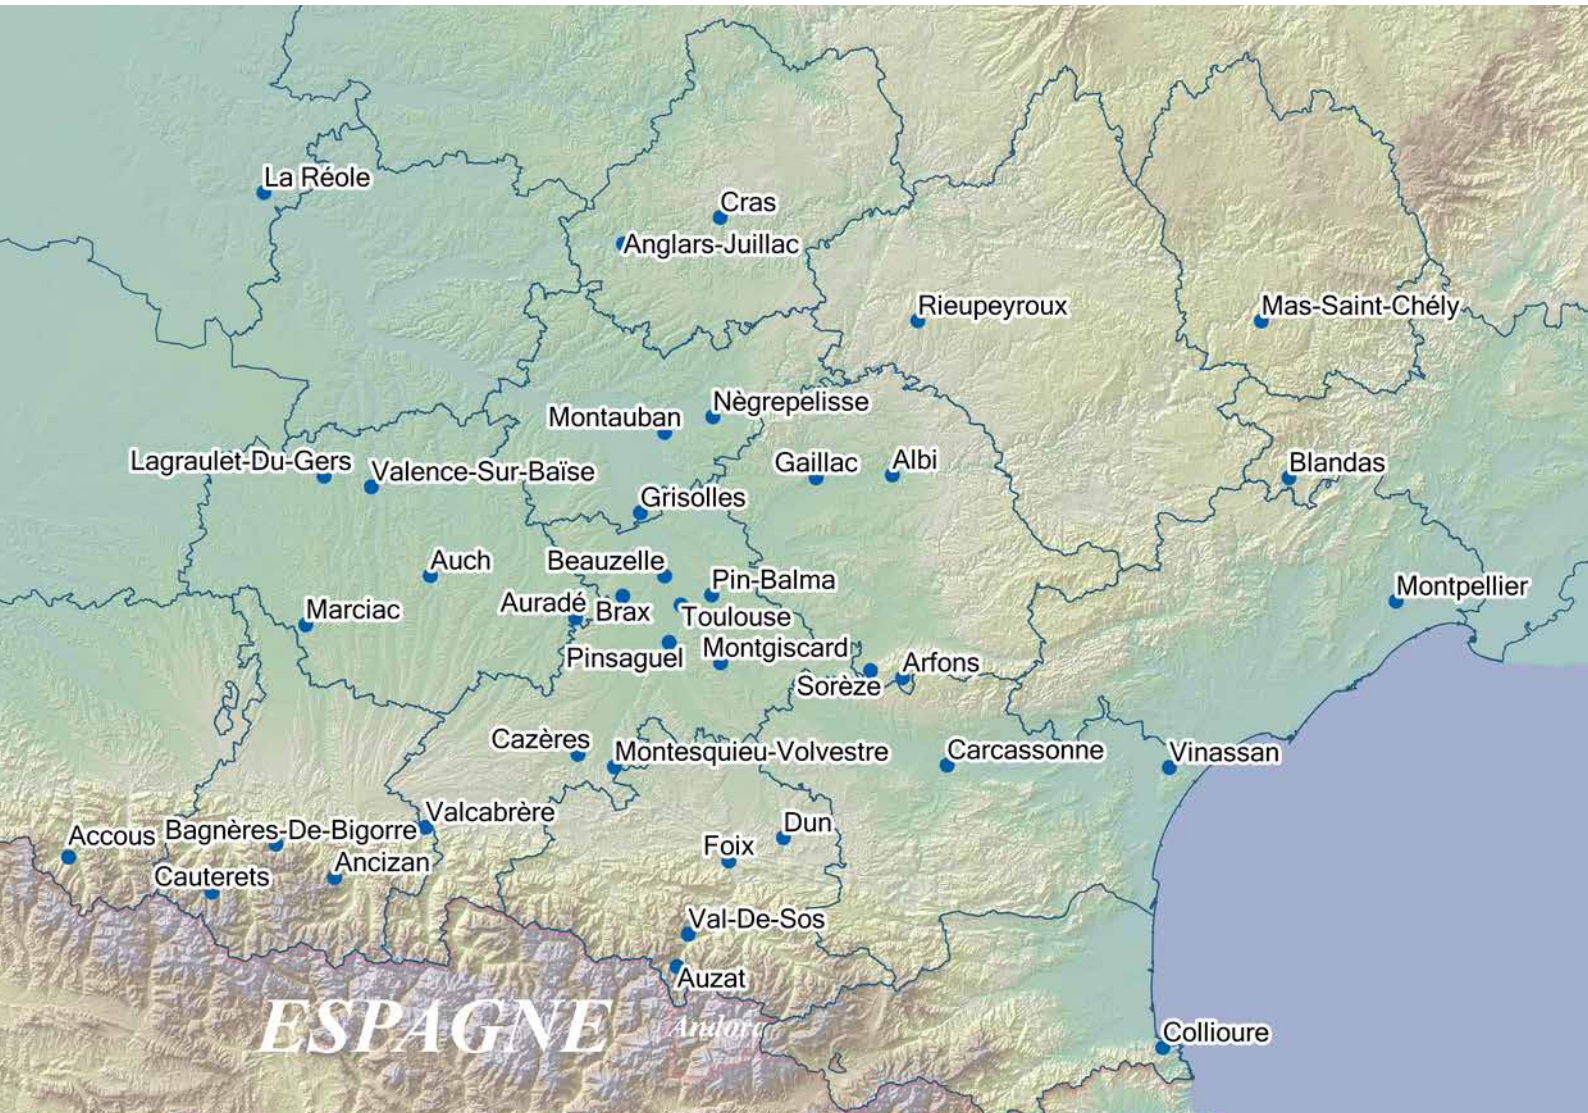 La Réole
Cras
Anglars-Juillac
Rieupeyroux
Mas-Saint-Chély
Nègrepelisse
Montauban
Lagraulet-Du-Gers
Valence-Sur-Baïse
Gaillac
Albi
Blandas
Grisolles
Auch
Beauzelle
Pin-Balma
Montpellier
Marciac
Auradé
Brax
Toulouse
Pinsaguel
Montgiscard
Arfons
Sorèze
Cazères
Montesquieu-Volvestre
Carcassonne
Vinassan
Valcabrère
Accous
Bagnères-De-Bigorre
Dun
Foix
Ancizan
Cauterets
Val-De-Sos
Auzat
ESPAGNE
Collioure